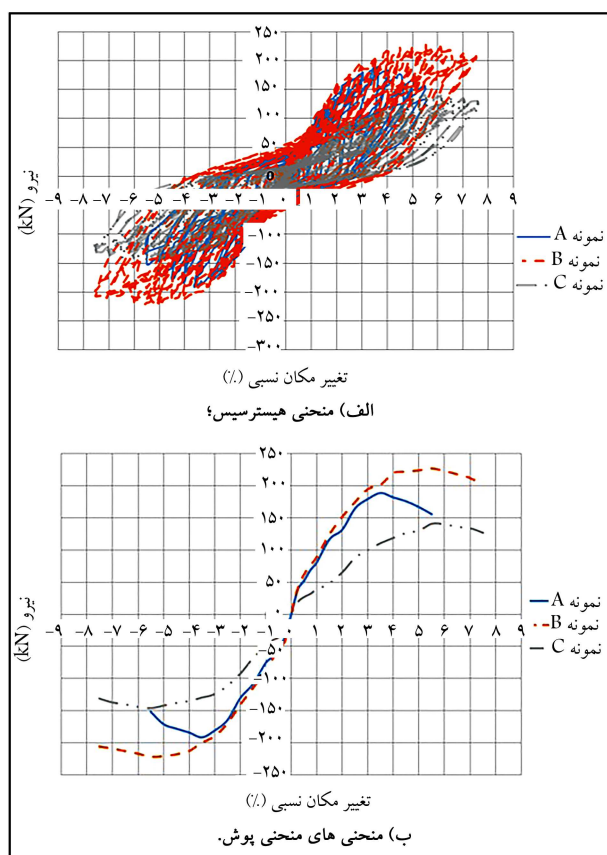 ۲۵۰
۲۰۰
۱۵۰
۱۰۰
۵۰
۰
-۹ -۸ -۷ -۶ -۵ -۴ -۳ -۲ -۱ ۱ ۲ ۳ ۴ ۵ ۶ ۷ ۸ ۹
-۱۰۰
-۱۵۰
-۲۰۰
-۲۵۰
-۳۰۰
نیرو (kN)
نمونه A
نمونه B
نمونه C
تغییر مکان نسبی (٪)
الف) منحنی هیسترسیس؛
۲۵۰
۲۰۰
۱۵۰
۱۰۰
۵۰
۰
-۹ -۸ -۷ -۶ -۵ -۴ -۳ -۲ -۱ ۱ ۲ ۳ ۴ ۵ ۶ ۷ ۸ ۹
-۵۰
-۱۰۰
-۱۵۰
-۲۰۰
-۲۵۰
نیرو (kN)
نمونه A
نمونه B
نمونه C
تغییر مکان نسبی (٪)
ب) منحنی های منحنی پوش.